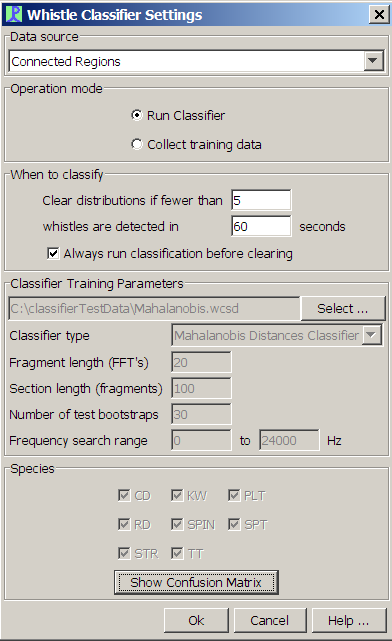 Whistle Classifier Settings
Data source
Connected Regions
Operation mode
Run Classifier
Collect training data
When to classify
Clear distributions if fewer than 5
whistles are detected in 60 seconds
Always run classification before clearing
Classifier Training Parameters
C:\classifierTestData\Mahalanobis.wcsd Select ...
Classifier type Mahalanobis Distances Classifier
Fragment length (FFT's) 20
Section length (fragments) 100
Number of test bootstraps 30
Frequency search range 0 to 24000 Hz
Species
CD KW PLT
RD SPIN SPT
STR TT
Show Confusion Matrix
Ok Cancel Help ...